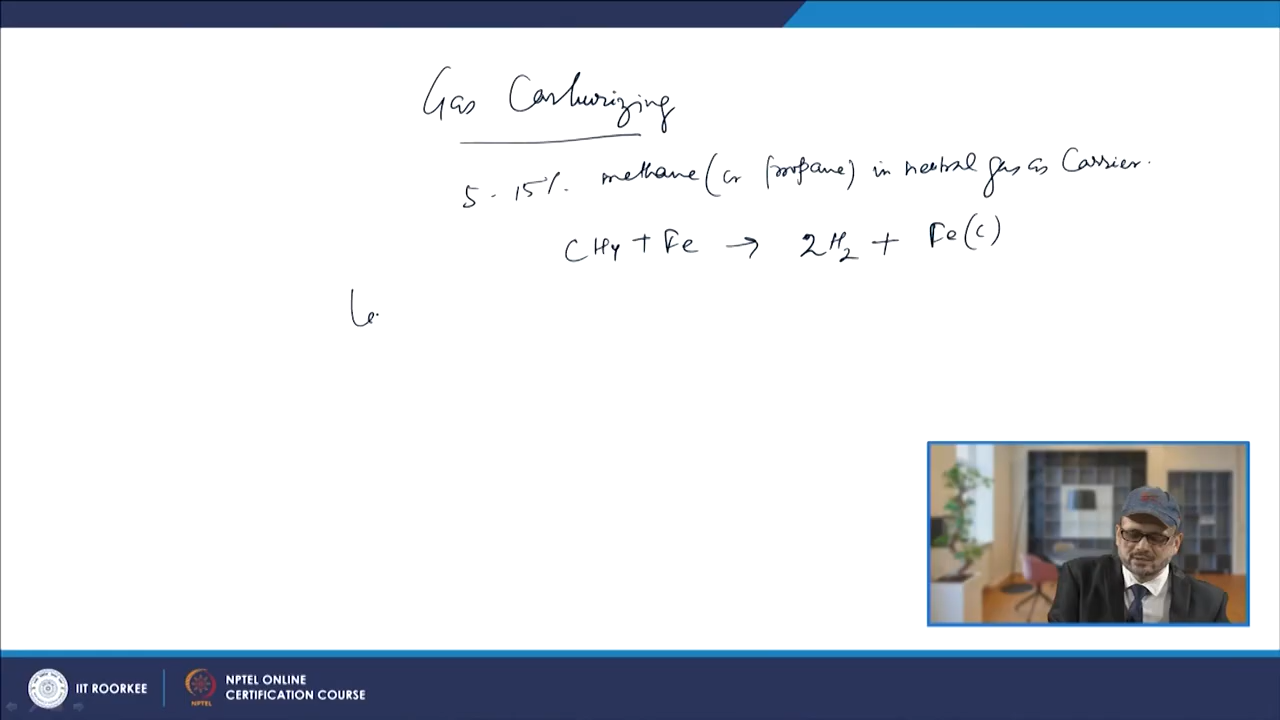 Gas Carburizing
5 - 15% methane (or propane) in neutral gas as Carrier.
CH4 + Fe → 2H2 + Fe(C)
IIT ROORKEE
NPTEL
NPTEL ONLINE
CERTIFICATION COURSE